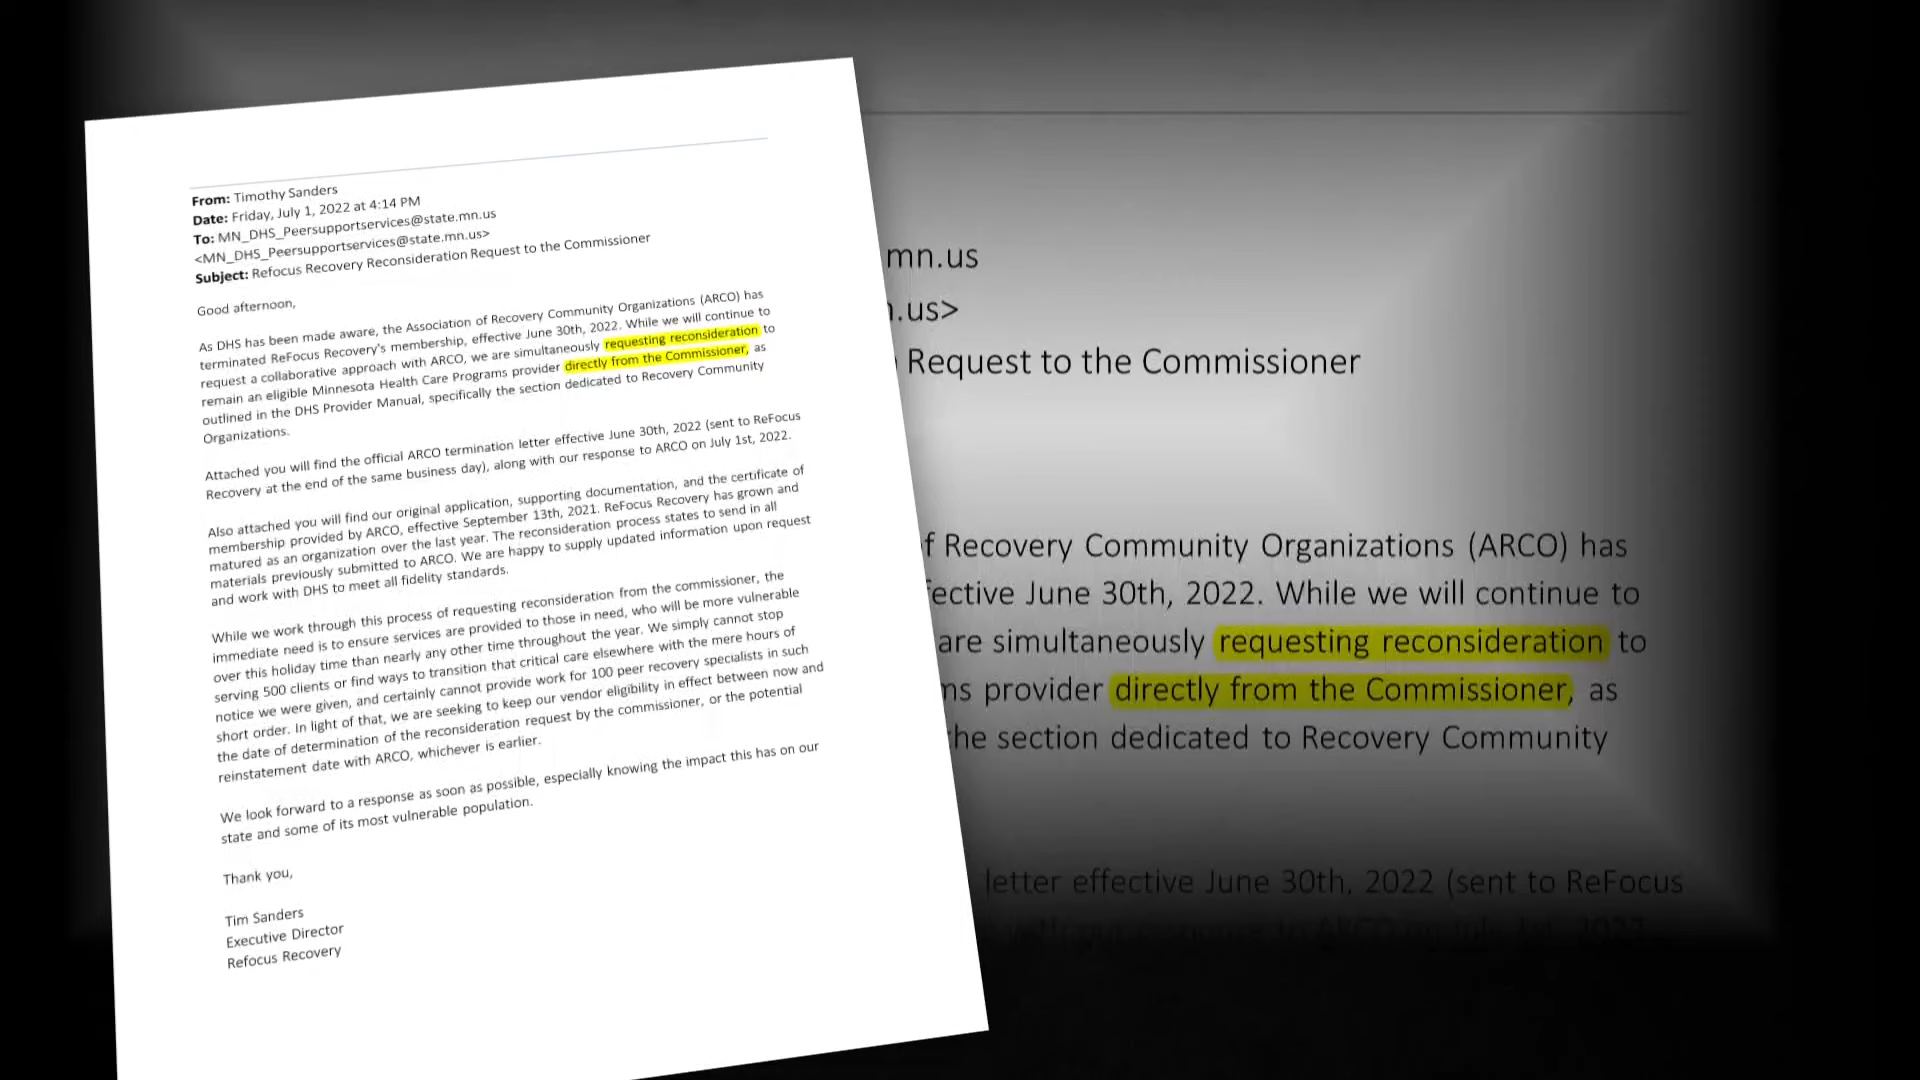 From: Timothy Sanders
Date: Friday, July 1, 2022 at 4:14 PM
To: MN_DHS_Peersupportservices@state.mn.us
<MN_DHS_Peersupportservices@state.mn.us>
Subject: Refocus Recovery Reconsideration Request to the Commissioner
Good afternoon,
As DHS has been made aware, the Association of Recovery Community Organizations (ARCO) has
terminated ReFocus Recovery's membership, effective June 30th, 2022. While we will continue to
request a collaborative approach with ARCO, we are simultaneously requesting reconsideration to
remain an eligible Minnesota Health Care Programs provider directly from the Commissioner, as
outlined in the DHS Provider Manual, specifically the section dedicated to Recovery Community
Organizations.
Attached you will find the official ARCO termination letter effective June 30th, 2022 (sent to ReFocus
Recovery at the end of the same business day), along with our response to ARCO on July 1st, 2022.
Also attached you will find our original application, supporting documentation, and the certificate of
membership provided by ARCO, effective September 13th, 2021. ReFocus Recovery has grown and
matured as an organization over the last year. The reconsideration process states to send in all
materials previously submitted to ARCO. We are happy to supply updated information upon request
and work with DHS to meet all fidelity standards.
While we work through this process of requesting reconsideration from the commissioner, the
immediate need is to ensure services are provided to those in need, who will be more vulnerable
over this holiday time than nearly any other time throughout the year. We simply cannot stop
serving 500 clients or find ways to transition that critical care elsewhere with the mere hours of
notice we were given, and certainly cannot provide work for 100 peer recovery specialists in such
short order. In light of that, we are seeking to keep our vendor eligibility in effect between now and
the date of determination of the reconsideration request by the commissioner, or the potential
reinstatement date with ARCO, whichever is earlier.
We look forward to a response as soon as possible, especially knowing the impact this has on our
state and some of its most vulnerable population.
Thank you,
Tim Sanders
Executive Director
Refocus Recovery
mn.us
.us>
Request to the Commissioner
f Recovery Community Organizations (ARCO) has
fective June 30th, 2022. While we will continue to
are simultaneously requesting reconsideration to
ms provider directly from the Commissioner, as
he section dedicated to Recovery Community
letter effective June 30th, 2022 (sent to ReFocus
to ARCO on July 1st, 2022